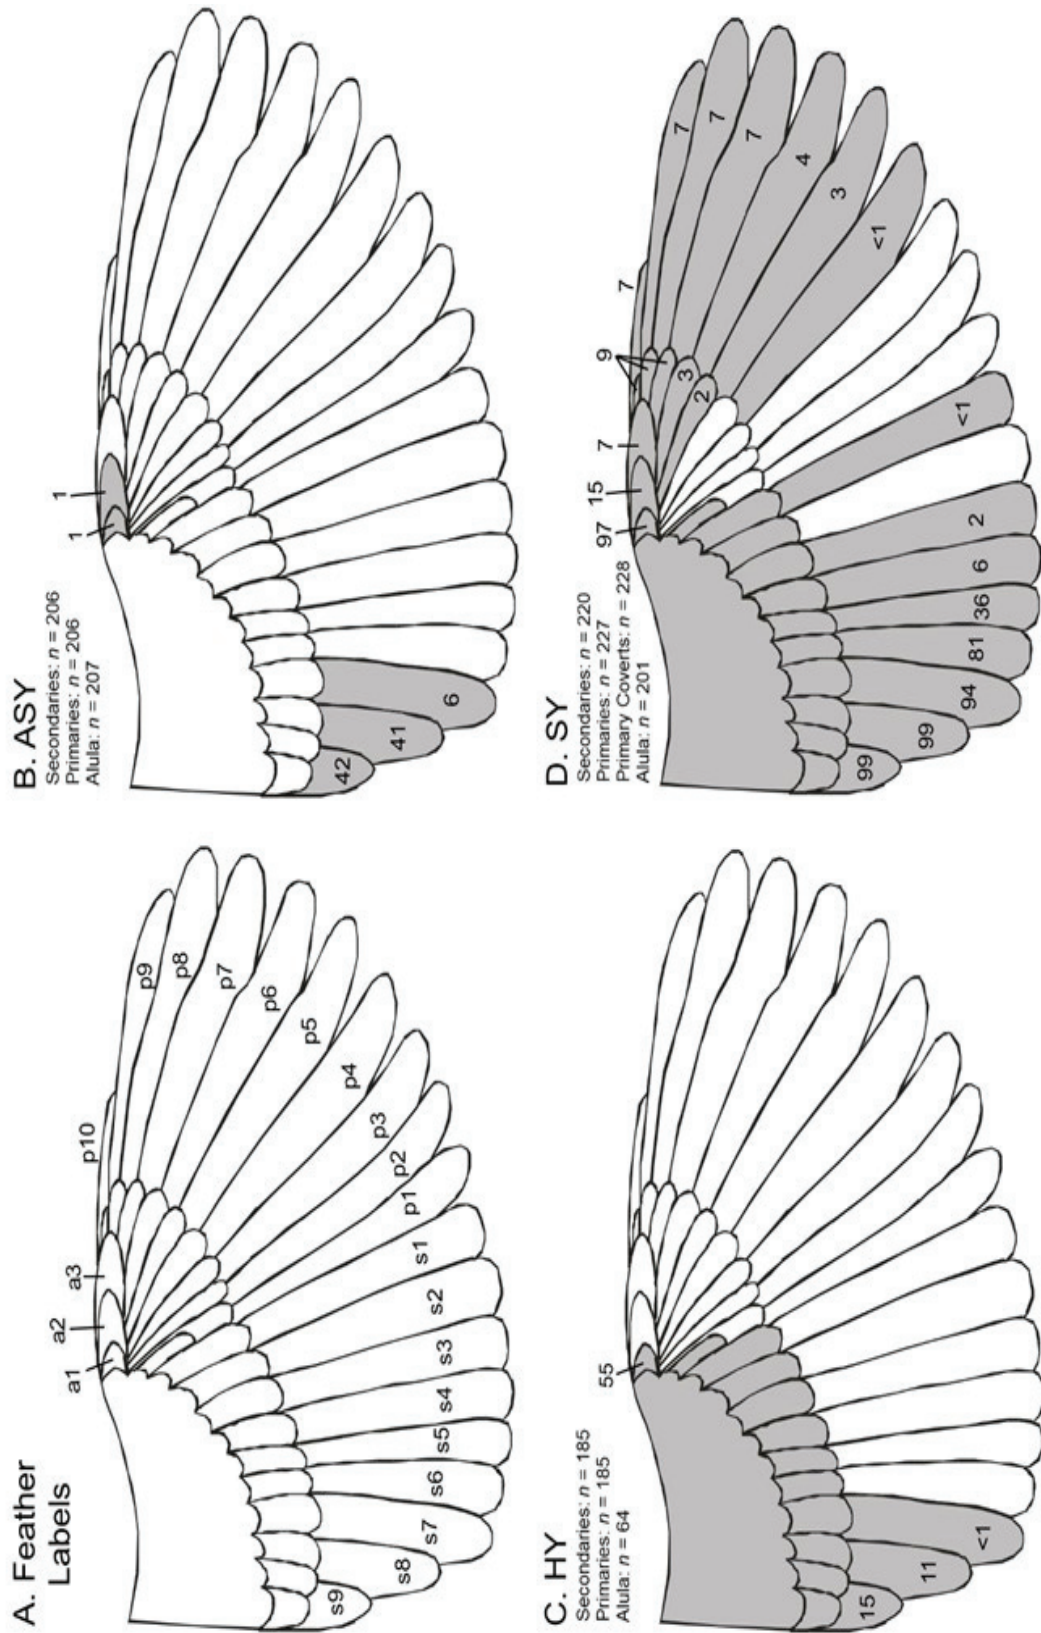 A. Feather
Labels
a1
a2
a3
p10
p9
p8
p7
p6
p5
p4
p3
p2
p1
s1
s2
s3
s4
s5
s6
s7
s8
s9
B. ASY
Secondaries: n = 206
Primaries: n = 206
Alula: n = 207
1
1
42
41
6
C. HY
Secondaries: n = 185
Primaries: n = 185
Alula: n = 64
55
15
11
<1
D. SY
Secondaries: n = 220
Primaries: n = 227
Primary Coverts: n = 228
Alula: n = 201
97
15
7
9
7
3
2
7
7
7
4
3
<1
<1
2
6
36
81
94
99
99